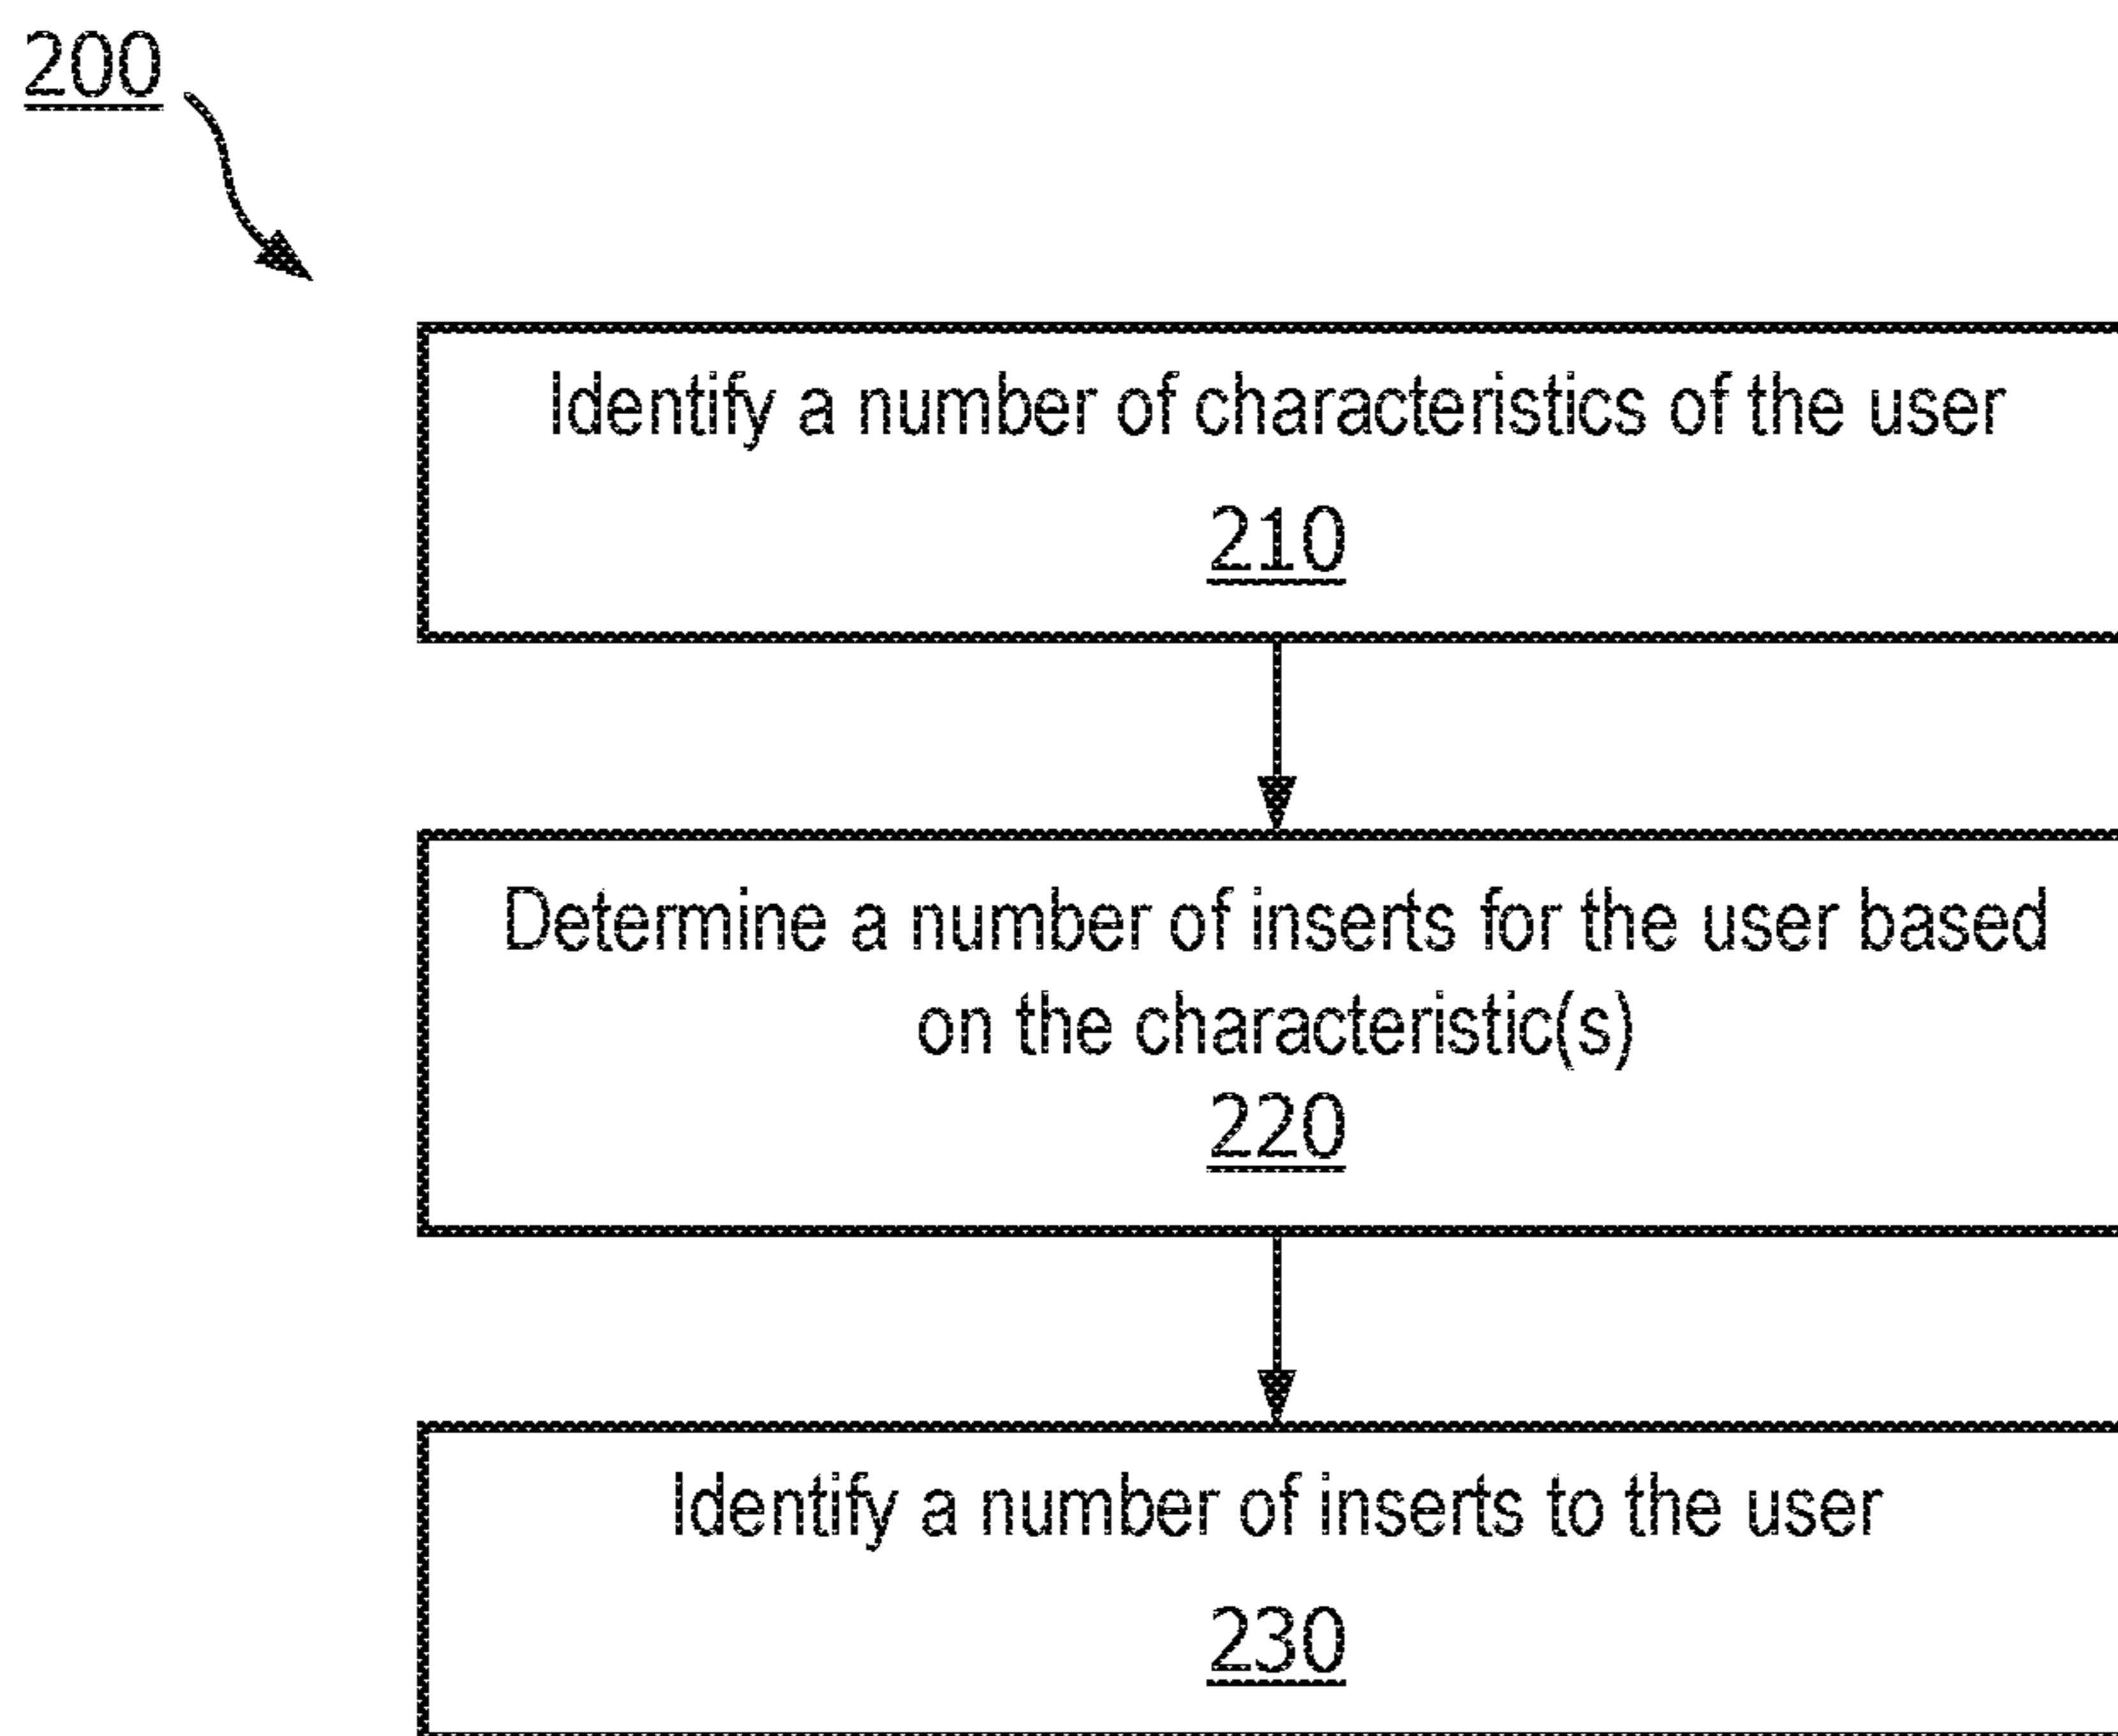 200
Identify a number of characteristics of the user
210
Determine a number of inserts for the user based
on the characteristic(s)
220
Identify a number of inserts to the user
230